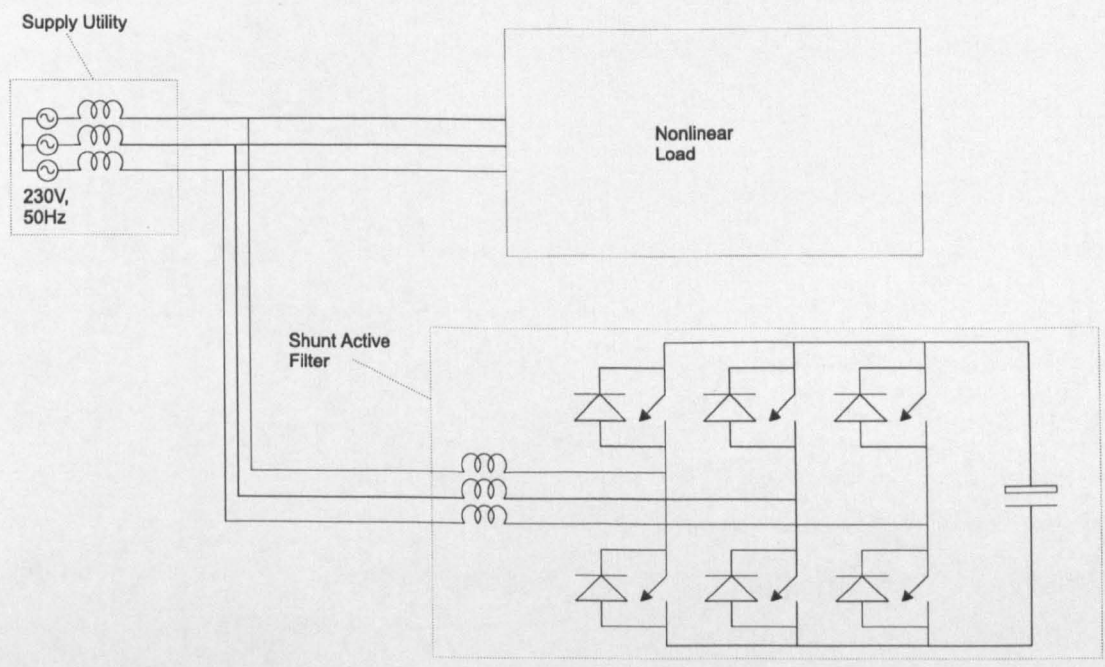 Supply Utility
230V,
50Hz
Nonlinear
Load
Shunt Active
Filter